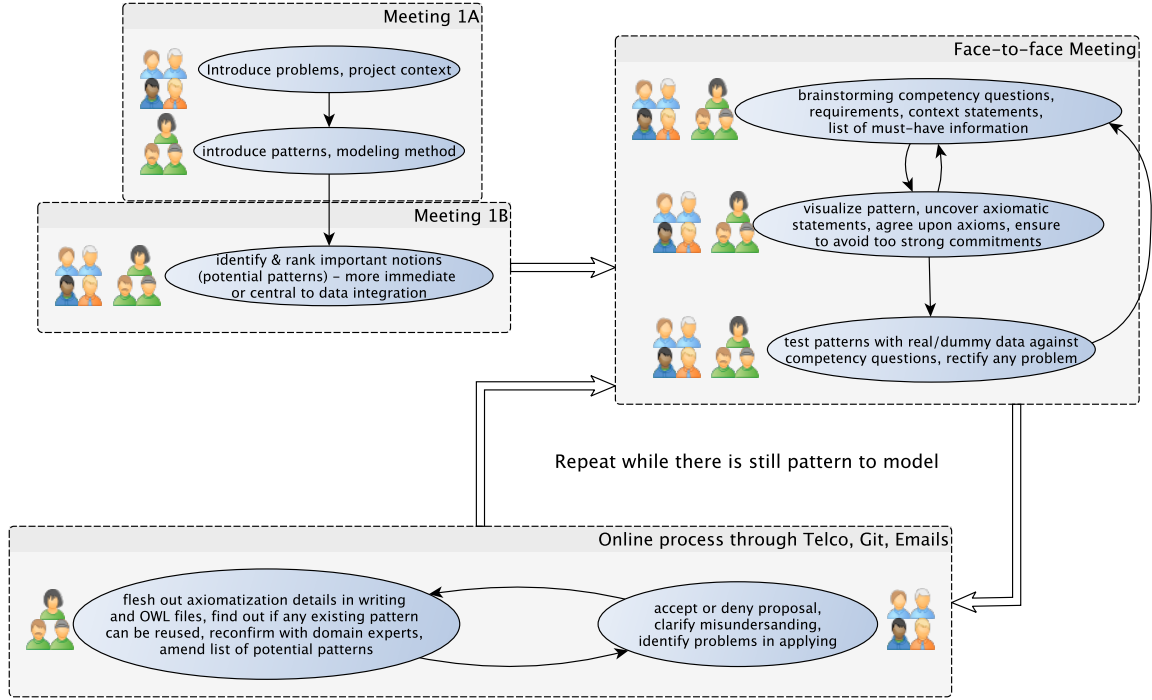 Meeting 1A
Introduce problems, project context
introduce patterns, modeling method
Meeting 1B
identify & rank important notions
(potential patterns) – more immediate
or central to data integration
Face-to-face Meeting
brainstorming competency questions,
requirements, context statements,
list of must-have information
visualize pattern, uncover axiomatic
statements, agree upon axioms, ensure
to avoid too strong commitments
test patterns with real/dummy data against
competency questions, rectify any problem
Repeat while there is still pattern to model
Online process through Telco, Git, Emails
flesh out axiomatization details in writing
and OWL files, find out if any existing pattern
can be reused, reconfirm with domain experts,
amend list of potential patterns
accept or deny proposal,
clarify misundersanding,
identify problems in applying